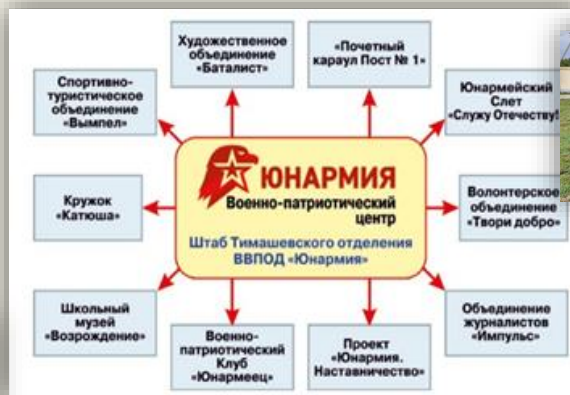 Художественное
объединение
«Баталист»
«Почетный
караул Пост № 1»
Спортивно-
туристическое
объединение
«Вымпел»
Юнармейский
Слет
«Служу Отечеству!
ЮНАРМИЯ
Военно-патриотический
центр
Штаб Тимашевского отделения
ВВПОД «Юнармия»
Кружок
«Катюша»
Волонтерское
объединение
«Твори добро»
Школьный
музей
«Возрождение»
Военно-
патриотический
Клуб
«Юнармеец»
Проект
«Юнармия.
Наставничество»
Объединение
журналистов
«Импульс»